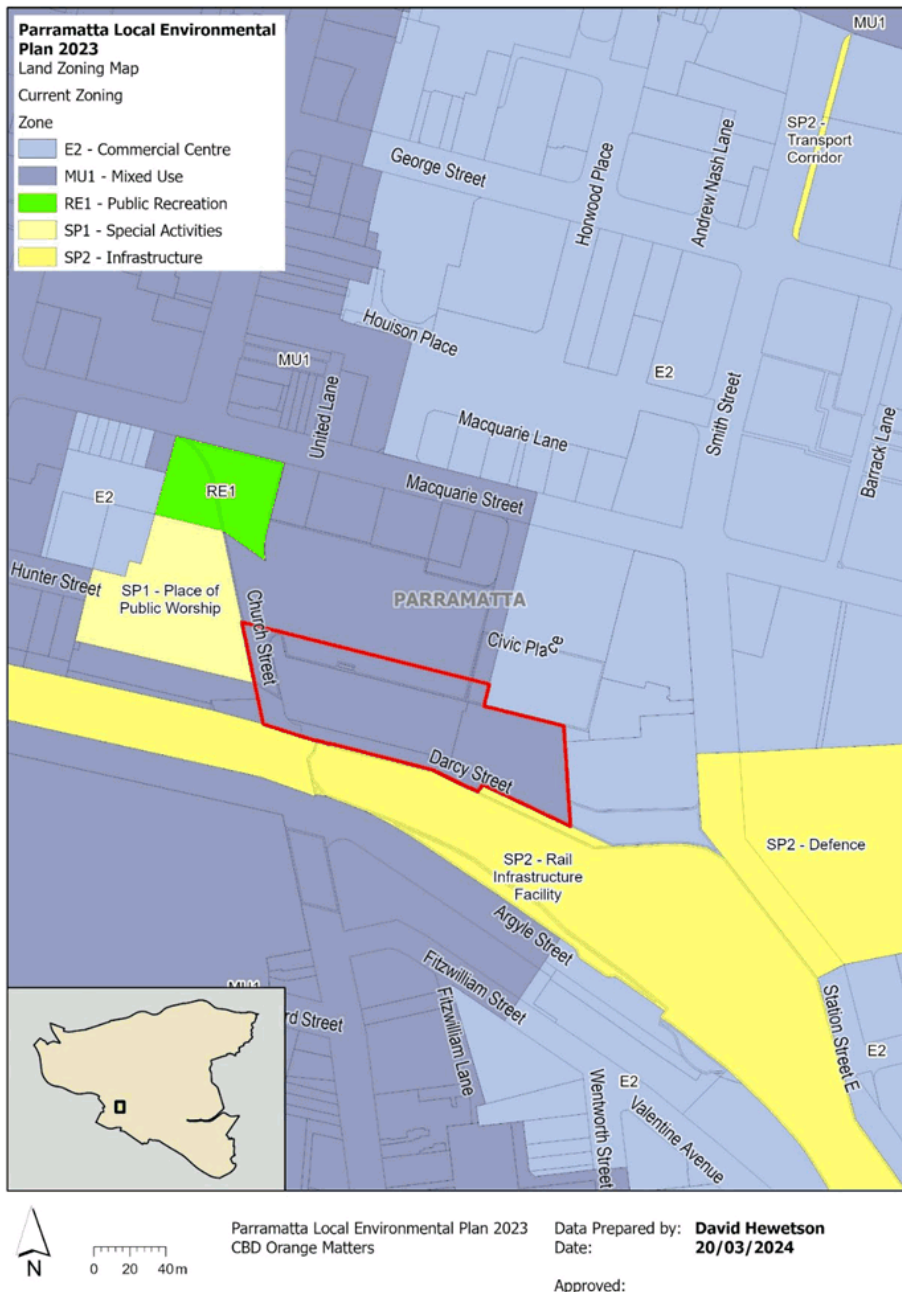 Parramatta Local Environmental
Plan 2023
Land Zoning Map
Current Zoning
Zone
E2 - Commercial Centre
MU1 - Mixed Use
RE1 - Public Recreation
SP1 - Special Activities
SP2 - Infrastructure
MU1
SP2 -
Transport
Corridor
George Street
Horwood Place
Andrew Nash Lane
Houison Place
MU1
United Lane
E2
Smith Street
Macquarie Lane
Barrack Lane
Macquarie Street
RE1
E2
Hunter Street
SP1 - Place of
Public Worship
PARRAMATTA
Church Street
Civic Place
Darcy Street
SP2 - Defence
SP2 - Rail
Infrastructure
Facility
Argyle Street
Fitzwilliam Street
Fitzwilliam Lane
MU1
rd Street
Station Street E
E2
E2
Wentworth Street
Valentine Avenue
N
0 20 40 m
Parramatta Local Environmental Plan 2023
CBD Orange Matters
Data Prepared by: David Hewetson
Date: 20/03/2024
Approved: